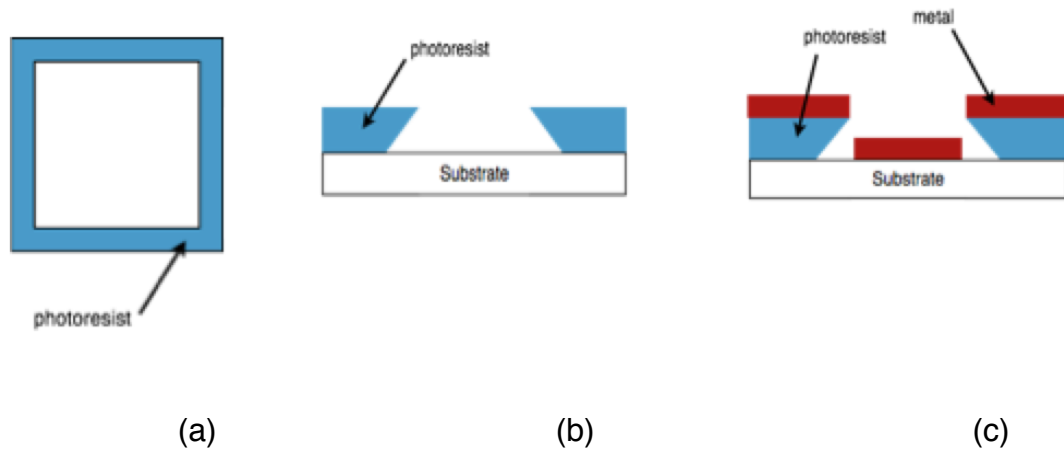 photoresist
(a)
photoresist
Substrate
(b)
metal
photoresist
Substrate
(c)